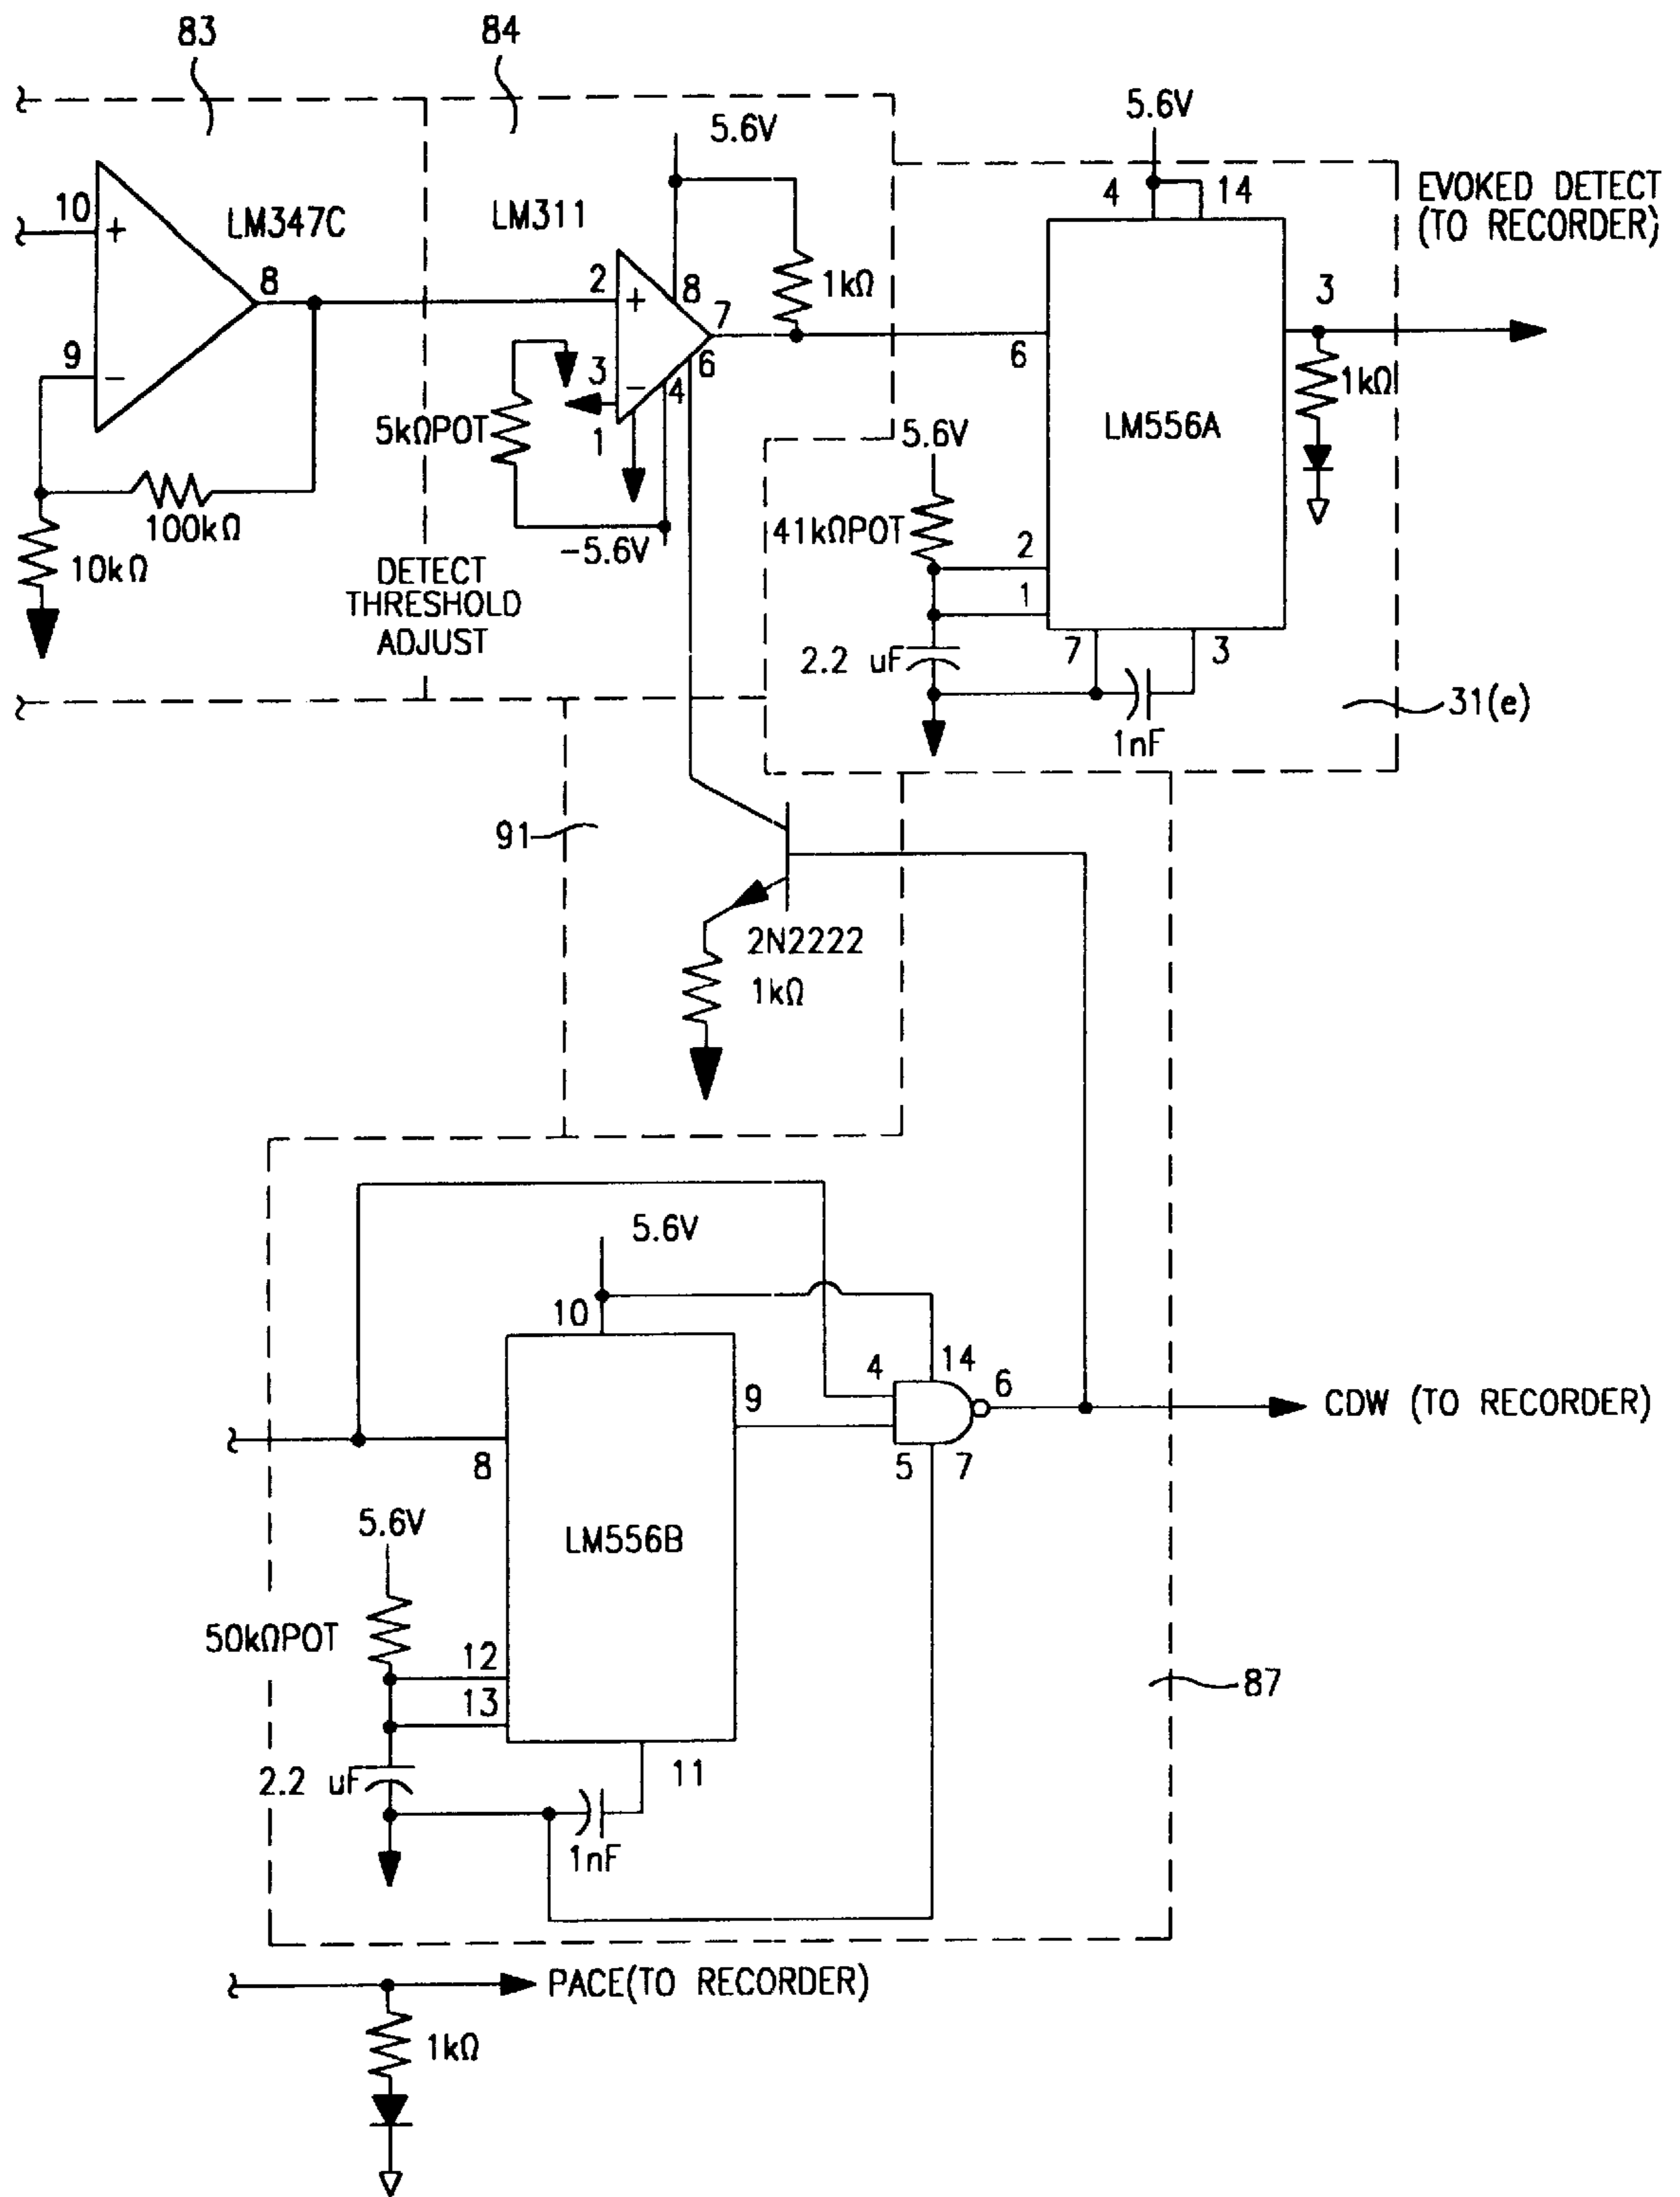 83
84
5.6V
5.6V
4
14
EVOKED DETECT
(TO RECORDER)
10
+
LM347C
LM311
8
2
+
8
7
1kΩ
3
9
−
3
−
4
6
6
1kΩ
5kΩPOT
1
LM556A
5.6V
100kΩ
10kΩ
-5.6V
41kΩPOT
2
DETECT
THRESHOLD
ADJUST
1
2.2 uF
7
3
31(e)
1nF
91
2N2222
1kΩ
5.6V
10
4
14
9
6
CDW (TO RECORDER)
8
5
7
5.6V
LM556B
50kΩPOT
12
13
87
2.2 uF
11
1nF
PACE(TO RECORDER)
1kΩ